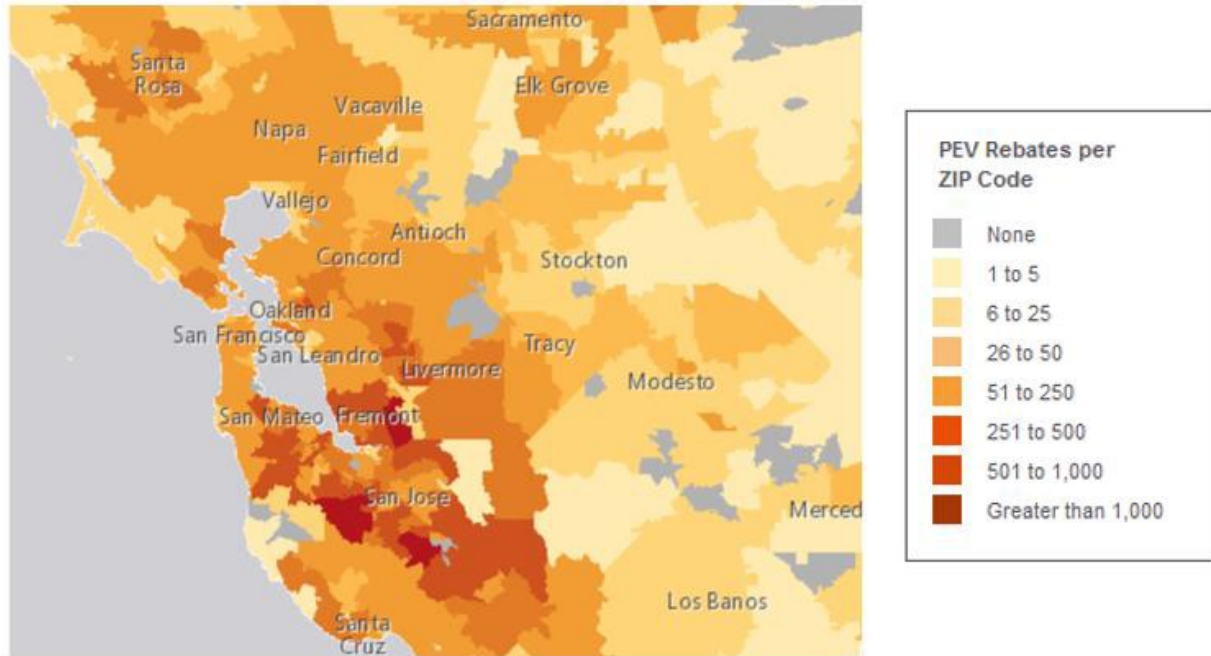 Sacramento
Santa
Rosa
Elk Grove
Vacaville
Napa
Fairfield
Vallejo
Antioch
Concord
Stockton
Oakland
San Francisco
San Leandro
Tracy
Livermore
Modesto
San Mateo
Fremont
San Jose
Merced
Los Banos
Santa
Cruz
PEV Rebates per
ZIP Code
None
1 to 5
6 to 25
26 to 50
51 to 250
251 to 500
501 to 1,000
Greater than 1,000